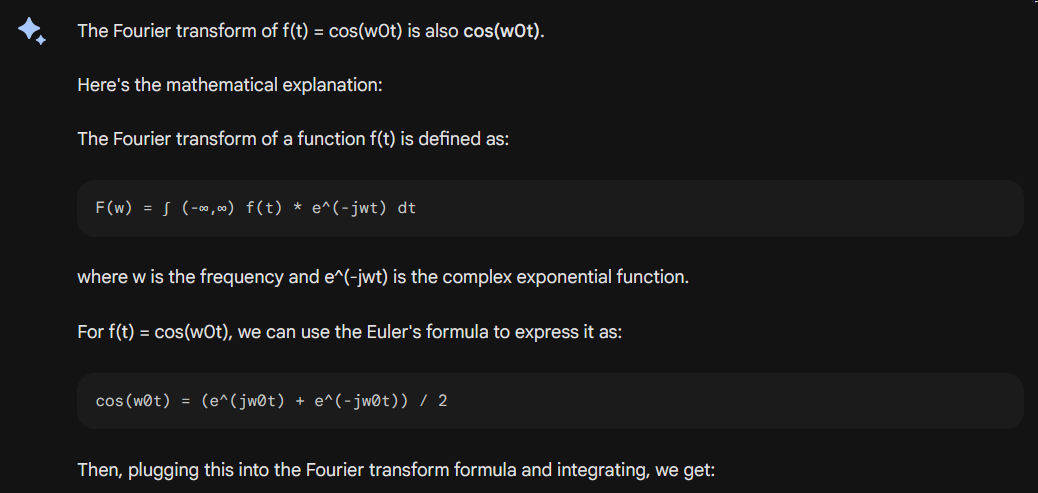 The Fourier transform of f(t) = cos(w0t) is also cos(w0t).
Here's the mathematical explanation:
The Fourier transform of a function f(t) is defined as:
F(w) = ∫ (-∞,∞) f(t) * e^(-jwt) dt
where w is the frequency and e^(-jwt) is the complex exponential function.
For f(t) = cos(w0t), we can use the Euler's formula to express it as:
cos(w0t) = (e^(jw0t) + e^(-jw0t)) / 2
Then, plugging this into the Fourier transform formula and integrating, we get: